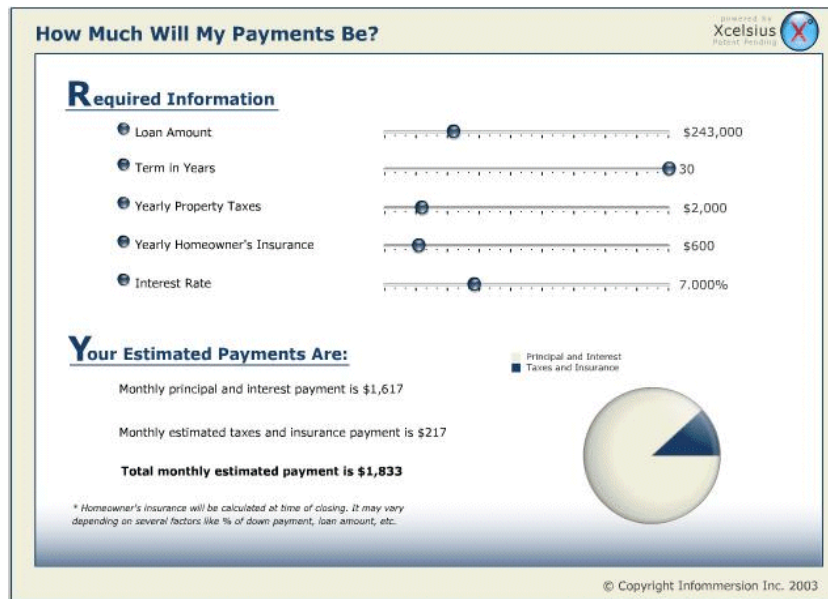 How Much Will My Payments Be?
powered by
Xcelsius
Patent Pending
X
Required Information
Loan Amount $243,000
Term in Years 30
Yearly Property Taxes $2,000
Yearly Homeowner's Insurance $600
Interest Rate 7.000%
Your Estimated Payments Are:
Principal and Interest
Taxes and Insurance
Monthly principal and interest payment is $1,617
Monthly estimated taxes and insurance payment is $217
Total monthly estimated payment is $1,833
* Homeowner's insurance will be calculated at time of closing. It may vary
depending on several factors like % of down payment, loan amount, etc.
© Copyright Infommersion Inc. 2003